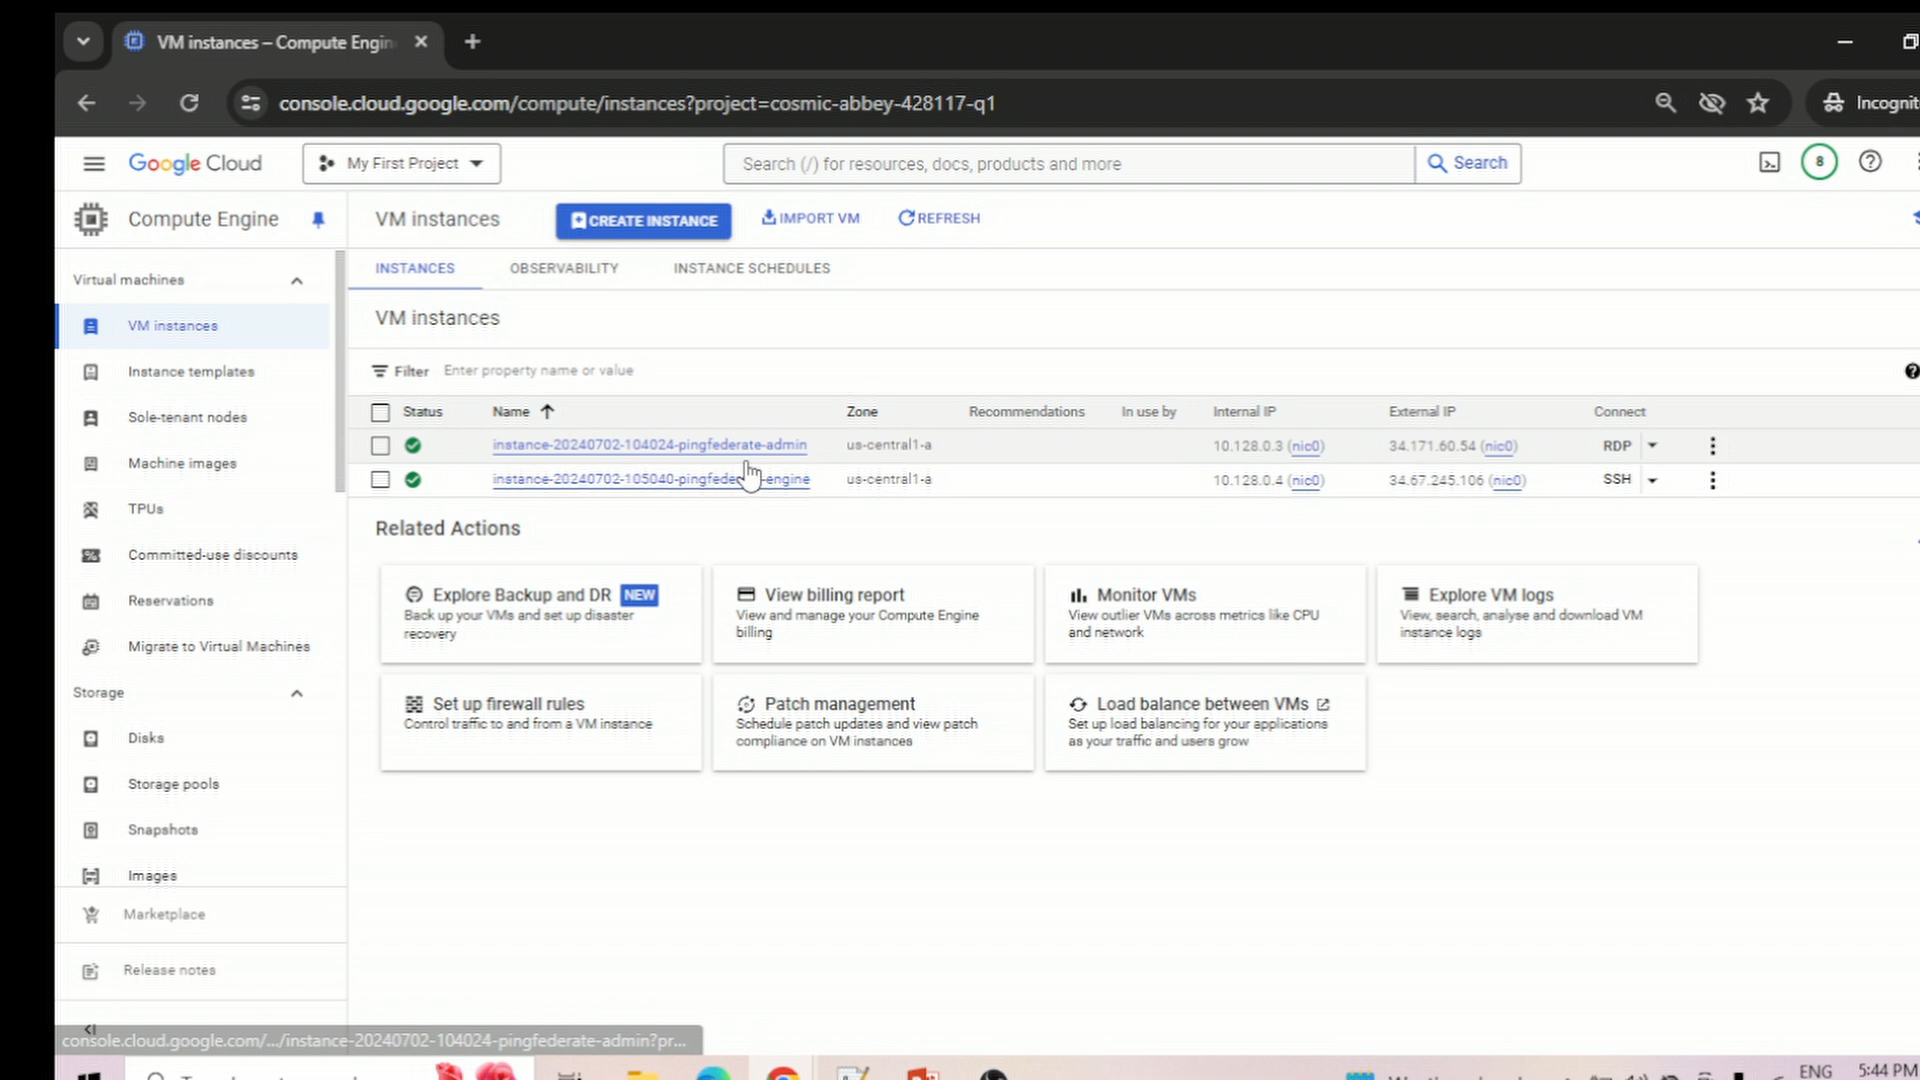 VM instances – Compute Engin
console.cloud.google.com/compute/instances?project=cosmic-abbey-428117-q1
Incognit
Google Cloud
My First Project
Search (/) for resources, docs, products and more
Search
8
Compute Engine
VM instances
CREATE INSTANCE
IMPORT VM
REFRESH
INSTANCES
OBSERVABILITY
INSTANCE SCHEDULES
Virtual machines
VM instances
Instance templates
Sole-tenant nodes
Machine images
TPUs
Committed-use discounts
Reservations
Migrate to Virtual Machines
Storage
Disks
Storage pools
Snapshots
Images
Marketplace
Release notes
VM instances
Filter Enter property name or value
Status Name Zone Recommendations In use by Internal IP External IP Connect
instance-20240702-104024-pingfederate-admin us-central1-a 10.128.0.3 (nic0) 34.171.60.54 (nic0) RDP
instance-20240702-105040-pingfede -engine us-central1-a 10.128.0.4 (nic0) 34.67.245.106 (nic0) SSH
Related Actions
Explore Backup and DR NEW
Back up your VMs and set up disaster
recovery
View billing report
View and manage your Compute Engine
billing
Monitor VMs
View outlier VMs across metrics like CPU
and network
Explore VM logs
View, search, analyse and download VM
instance logs
Set up firewall rules
Control traffic to and from a VM instance
Patch management
Schedule patch updates and view patch
compliance on VM instances
Load balance between VMs
Set up load balancing for your applications
as your traffic and users grow
console.cloud.google.com/.../instance-20240702-104024-pingfederate-admin?pr...
ENG
5:44 PM